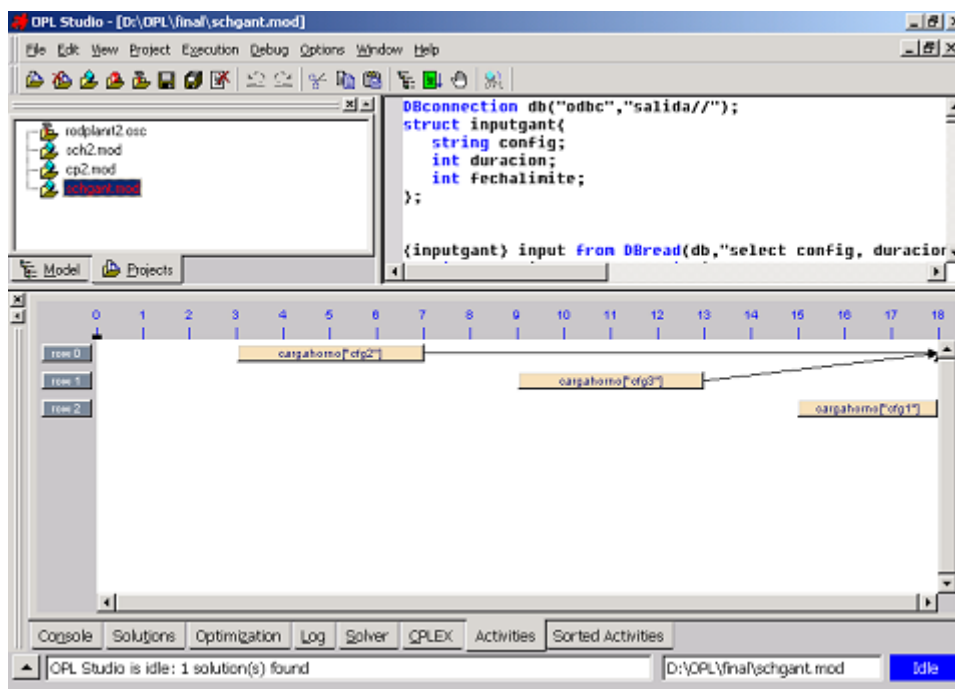 OPL Studio - [D:\OPL\final\schgant.mod]
File Edit View Project Execution Debug Options Window Help
rodplanit2.osc
sch2.mod
cp2.mod
schgant.mod
Model Projects
DBconnection db("odbc","salida//");
struct inputgant{
string config;
int duracion;
int fechalimite;
};
{inputgant} input from DBread(db,"select config, duracion
0 1 2 3 4 5 6 7 8 9 10 11 12 13 14 15 16 17 18
row 0 cargahorno["cfg2"]
row 1 cargahorno["cfg3"]
row 2 cargahorno["cfg1"]
Console Solutions Optimization Log Solver CPLEX Activities Sorted Activities
OPL Studio is idle: 1 solution(s) found D:\OPL\final\schgant.mod Idle